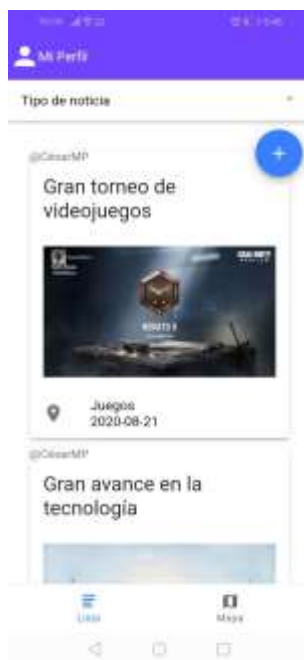 Mi Perfil
Tipo de noticia
+
@CésarMP
Gran torneo de
videojuegos
Juegos
2020-08-21
@CésarMP
Gran avance en la
tecnología
Lista
Mapa